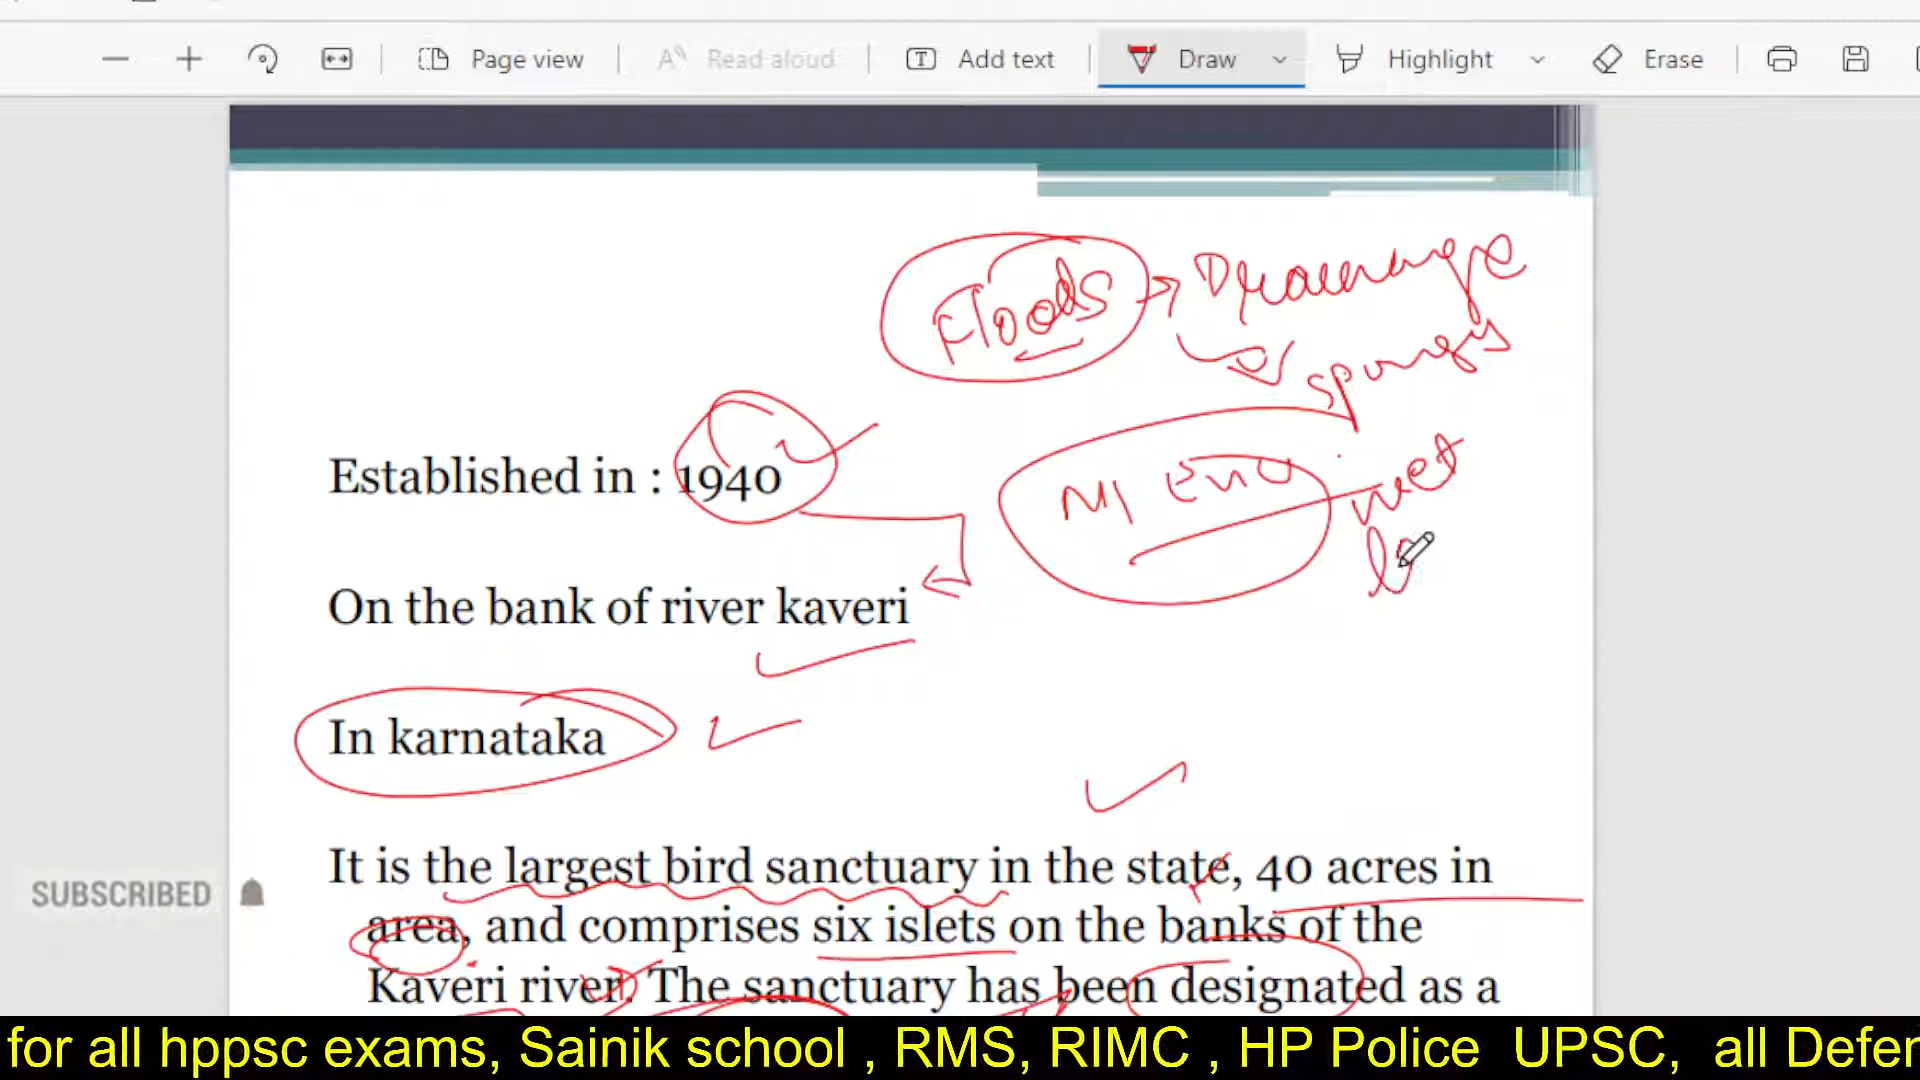 Page view
Read aloud
Add text
Draw
Highlight
Erase
Floods
Drainage
sponges
wet
Established in : 1940
On the bank of river kaveri
In karnataka
It is the largest bird sanctuary in the state, 40 acres in
area, and comprises six islets on the banks of the
Kaveri river. The sanctuary has been designated as a
SUBSCRIBED
for all hppsc exams, Sainik school , RMS, RIMC , HP Police UPSC, all Defer